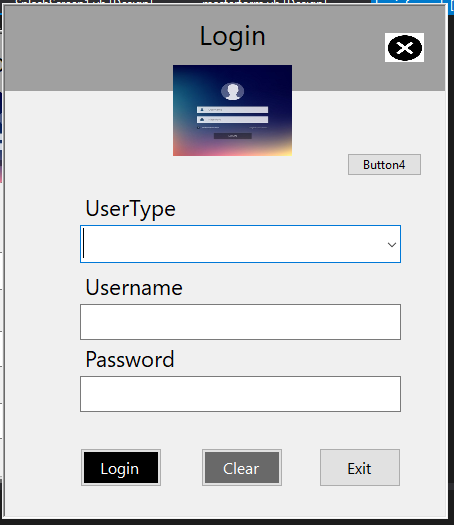 Login
Button4
UserType
Username
Password
Login
Clear
Exit